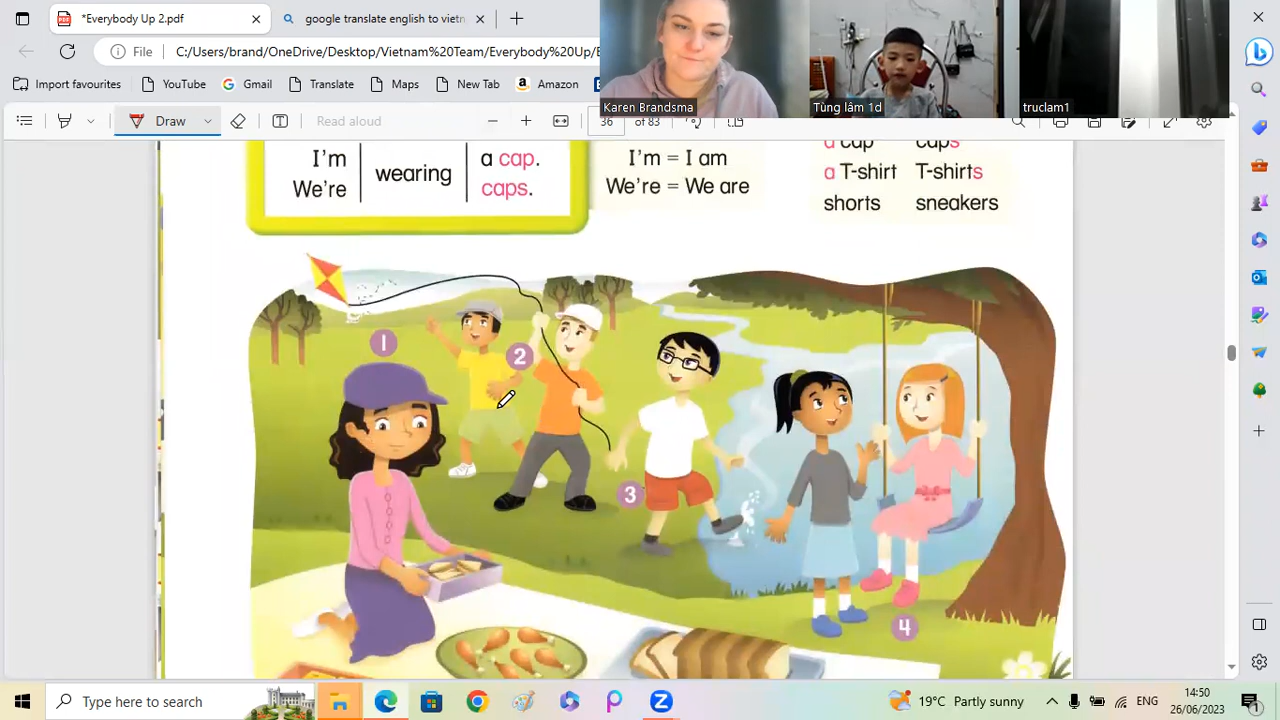 *Everybody Up 2.pdf
google translate english to vietn
File
C:/Users/brand/OneDrive/Desktop/Vietnam%20Team/Everybody%20Up/E
Import favourites
YouTube
Gmail
Translate
Maps
New Tab
Amazon
Karen Brandsma
Tùng lâm 1d
truclam1
Draw
Read aloud
36 of 83
I'm
We're
wearing
a cap.
caps.
I'm = I am
We're = We are
a cap caps
a T-shirt T-shirts
shorts sneakers
1
2
3
4
Type here to search
19°C Partly sunny
ENG
14:50
26/06/2023
1